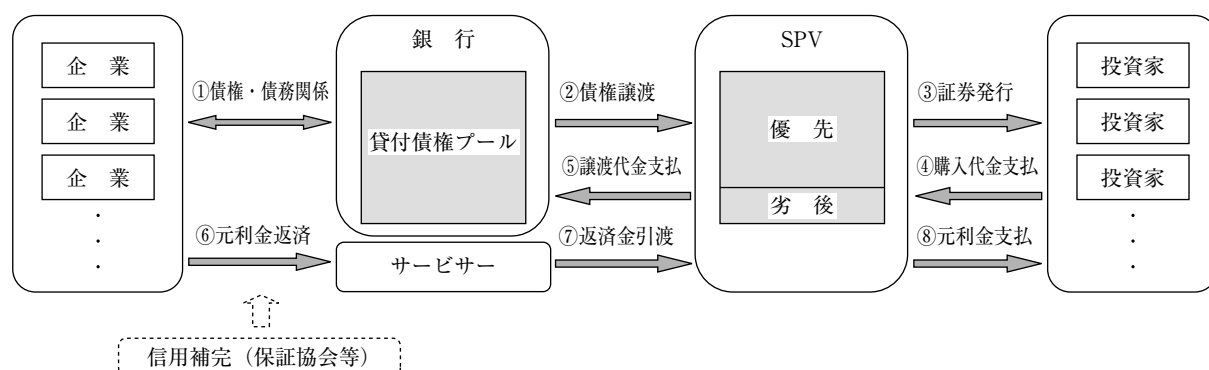 銀 行
SPV
企 業
企 業
企 業
・
・
・
①債権・債務関係
貸付債権プール
②債権譲渡
優 先
劣 後
③証券発行
投資家
投資家
投資家
・
・
・
⑤譲渡代金支払
④購入代金支払
⑥元利金返済
サービサー
⑦返済金引渡
⑧元利金支払
信用補完（保証協会等）